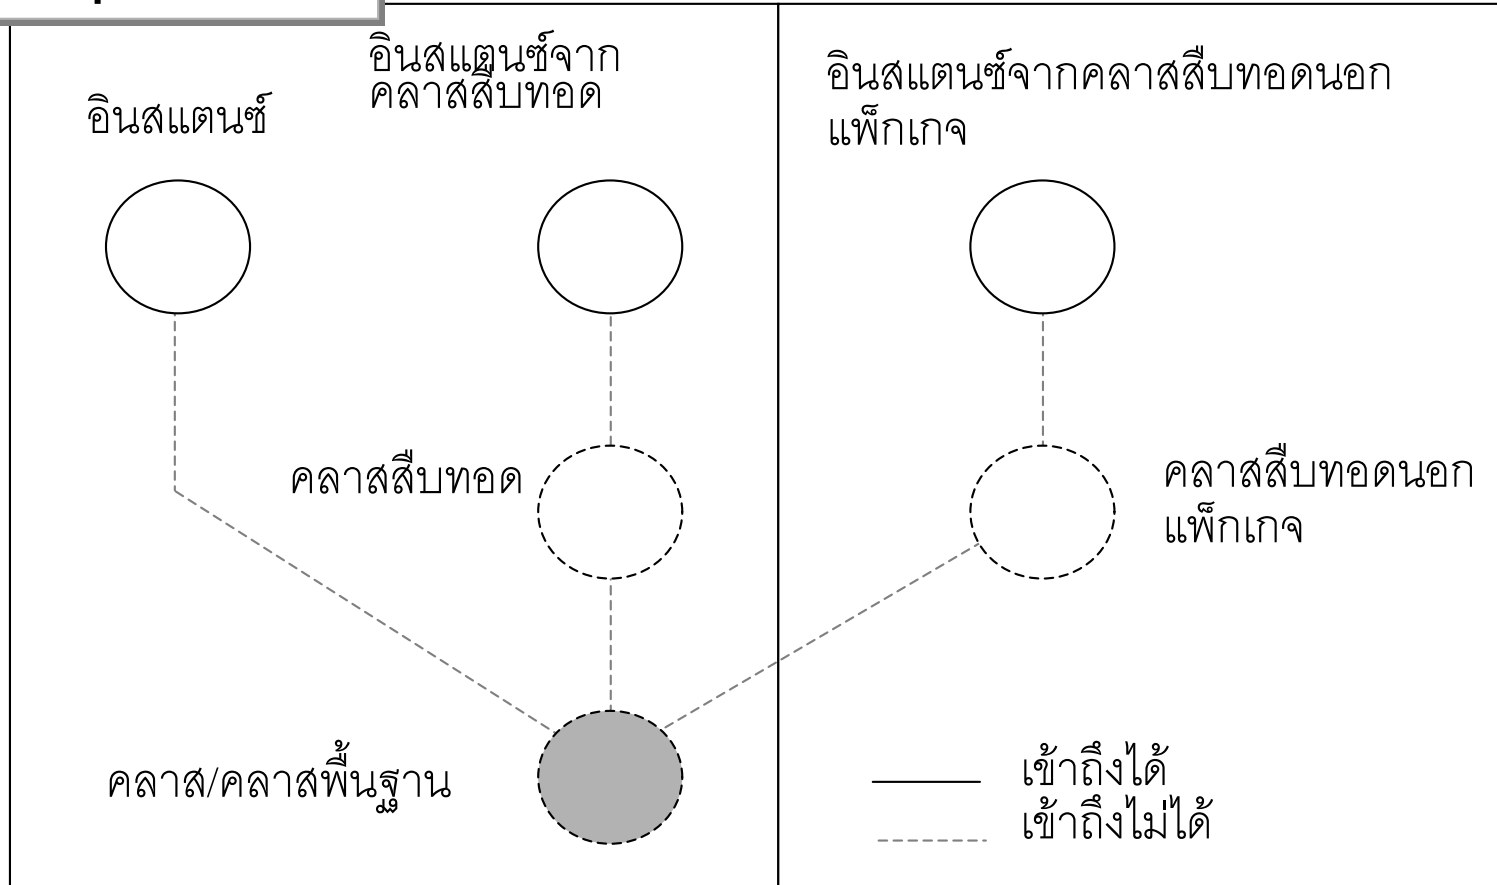 อินสแตนซ์จาก
คลาสสืบทอด
อินสแตนซ์
อินสแตนซ์จากคลาสสืบทอดนอก
แพ็กเกจ
คลาสสืบทอด
คลาสสืบทอดนอก
แพ็กเกจ
คลาส/คลาสพื้นฐาน
เข้าถึงได้
เข้าถึงไม่ได้